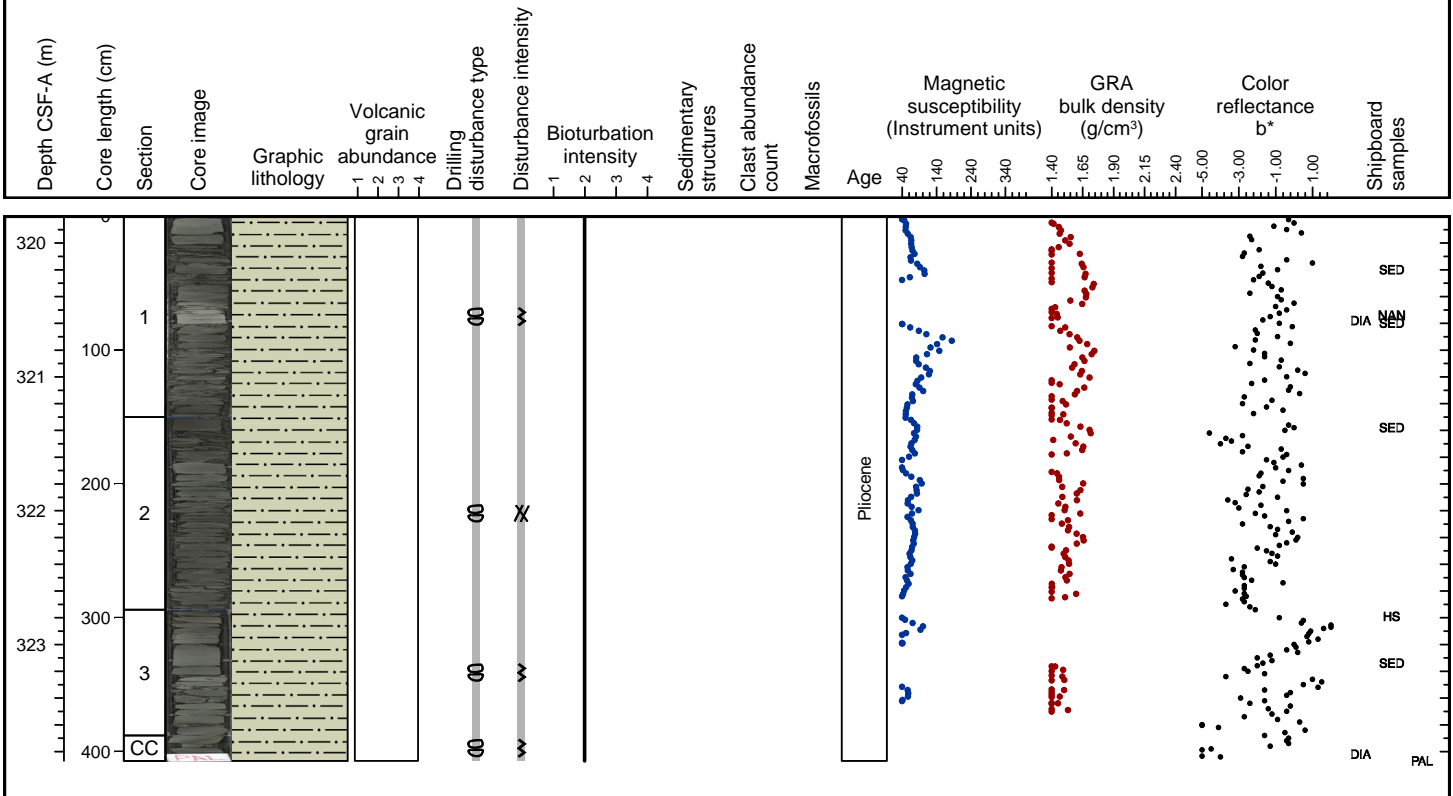 Depth CSF-A (m)
Core length (cm)
Section
Core image
Graphic
lithology
Volcanic
grain
abundance
1 2 3 4
Drilling
disturbance type
Disturbance intensity
Bioturbation
intensity
1 2 3 4
Sedimentary
structures
Clast abundance
count
Macrofossils
Age
Magnetic
susceptibility
(Instrument units)
40 140 240 340
GRA
bulk density
(g/cm³)
1.40 1.65 1.90 2.15 2.40
Color
reflectance
b*
-5.00 -3.00 -1.00 1.00
Shipboard
samples
0
320
SED
1
NAN
DIA SED
100
321
SED
200
322
2
Pliocene
300
HS
323
SED
3
CC
400
PAL
DIA
PAL